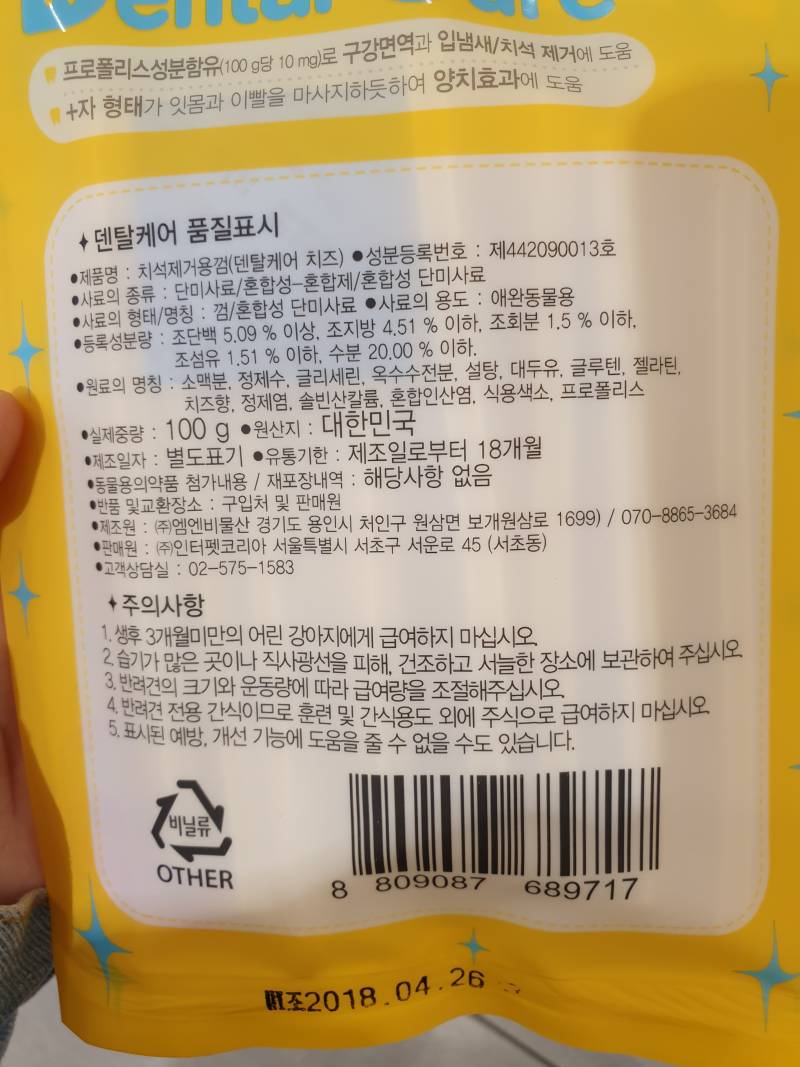 Dental Care
프로폴리스성분함유(100 g당 10 mg)로 구강면역과 입냄새/치석 제거에 도움
+자 형태가 잇몸과 이빨을 마사지하듯하여 양치효과에 도움
덴탈케어 품질표시
●제품명 : 치석제거용껌(덴탈케어 치즈) ●성분등록번호 : 제442090013호
●사료의 종류 : 단미사료/혼합성-혼합제/혼합성 단미사료
●사료의 형태/명칭 : 껌/혼합성 단미사료 ●사료의 용도 : 애완동물용
●등록성분량 : 조단백 5.09 % 이상, 조지방 4.51 % 이하, 조회분 1.5 % 이하,
조섬유 1.51 % 이하, 수분 20.00 % 이하.
●원료의 명칭 : 소맥분, 정제수, 글리세린, 옥수수전분, 설탕, 대두유, 글루텐, 젤라틴,
치즈향, 정제염, 솔빈산칼륨, 혼합인산염, 식용색소, 프로폴리스
●실제중량 : 100 g ●원산지 : 대한민국
●제조일자 : 별도표기 ●유통기한 : 제조일로부터 18개월
●동물용의약품 첨가내용 / 재포장내역 : 해당사항 없음
●반품 및교환장소 : 구입처 및 판매원
●제조원 : ㈜엠엔비물산 경기도 용인시 처인구 원삼면 보개원삼로 1699) / 070-8865-3684
●판매원 : ㈜인터펫코리아 서울특별시 서초구 서운로 45 (서초동)
●고객상담실 : 02-575-1583
주의사항
1. 생후 3개월미만의 어린 강아지에게 급여하지 마십시오.
2. 습기가 많은 곳이나 직사광선을 피해, 건조하고 서늘한 장소에 보관하여 주십시오.
3. 반려견의 크기와 운동량에 따라 급여량을 조절해주십시오.
4. 반려견 전용 간식이므로 훈련 및 간식용도 외에 주식으로 급여하지 마십시오.
5. 표시된 예방, 개선 기능에 도움을 줄 수 없을 수도 있습니다.
비닐류
OTHER
8 809087 689717
제조2018.04.26